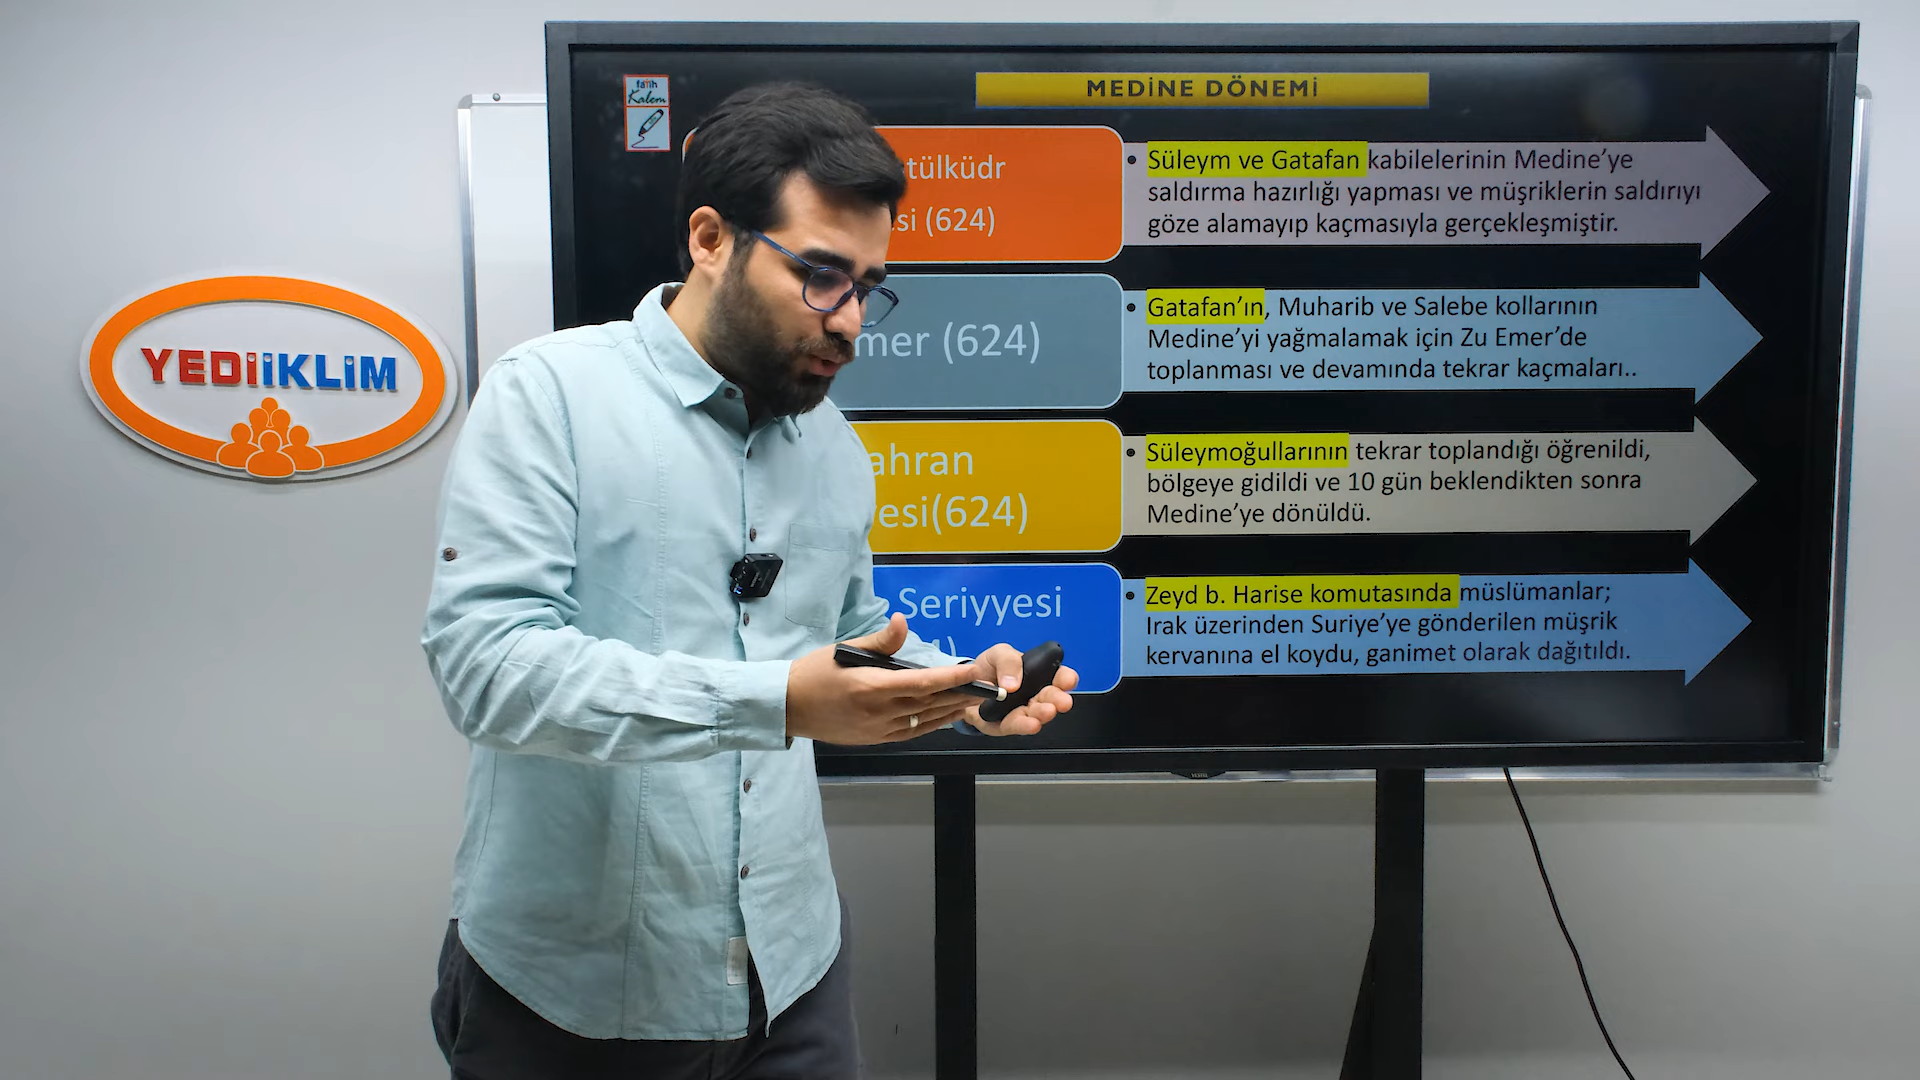 YEDiiKLiM
fatih
Kalem
MEDİNE DÖNEMİ
tülküdr
si (624)
Süleym ve Gatafan kabilelerinin Medine’ye
saldırma hazırlığı yapması ve müşriklerin saldırıyı
göze alamayıp kaçmasıyla gerçekleşmiştir.
mer (624)
Gatafan’ın, Muharib ve Salebe kollarının
Medine’yi yağmalamak için Zu Emer’de
toplanması ve devamında tekrar kaçmaları..
ahran
esi(624)
Süleymoğullarının tekrar toplandığı öğrenildi,
bölgeye gidildi ve 10 gün beklendikten sonra
Medine’ye dönüldü.
Seriyyesi
Zeyd b. Harise komutasında müslümanlar;
Irak üzerinden Suriye’ye gönderilen müşrik
kervanına el koydu, ganimet olarak dağıtıldı.